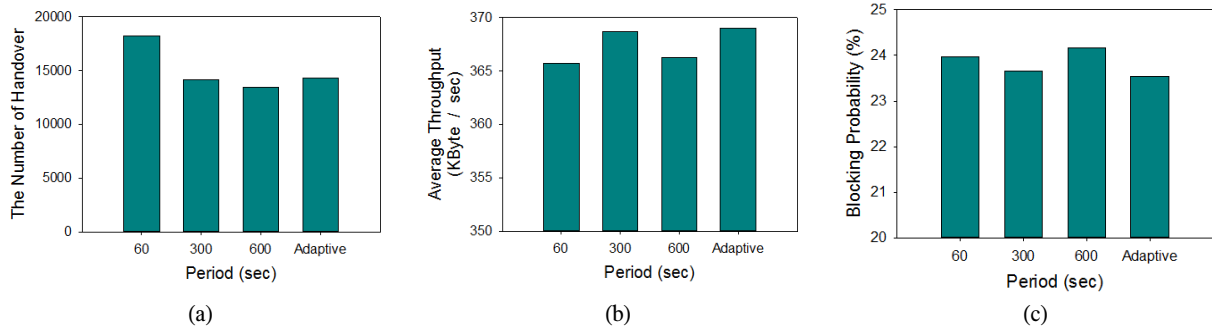 The Number of Handover
20000
15000
10000
5000
0
60 300 600 Adaptive
Period (sec)
(a)
Average Throughput
(KByte / sec)
370
365
360
355
350
60 300 600 Adaptive
Period (sec)
(b)
Blocking Probability (%)
25
24
23
22
21
20
60 300 600 Adaptive
Period (sec)
(c)